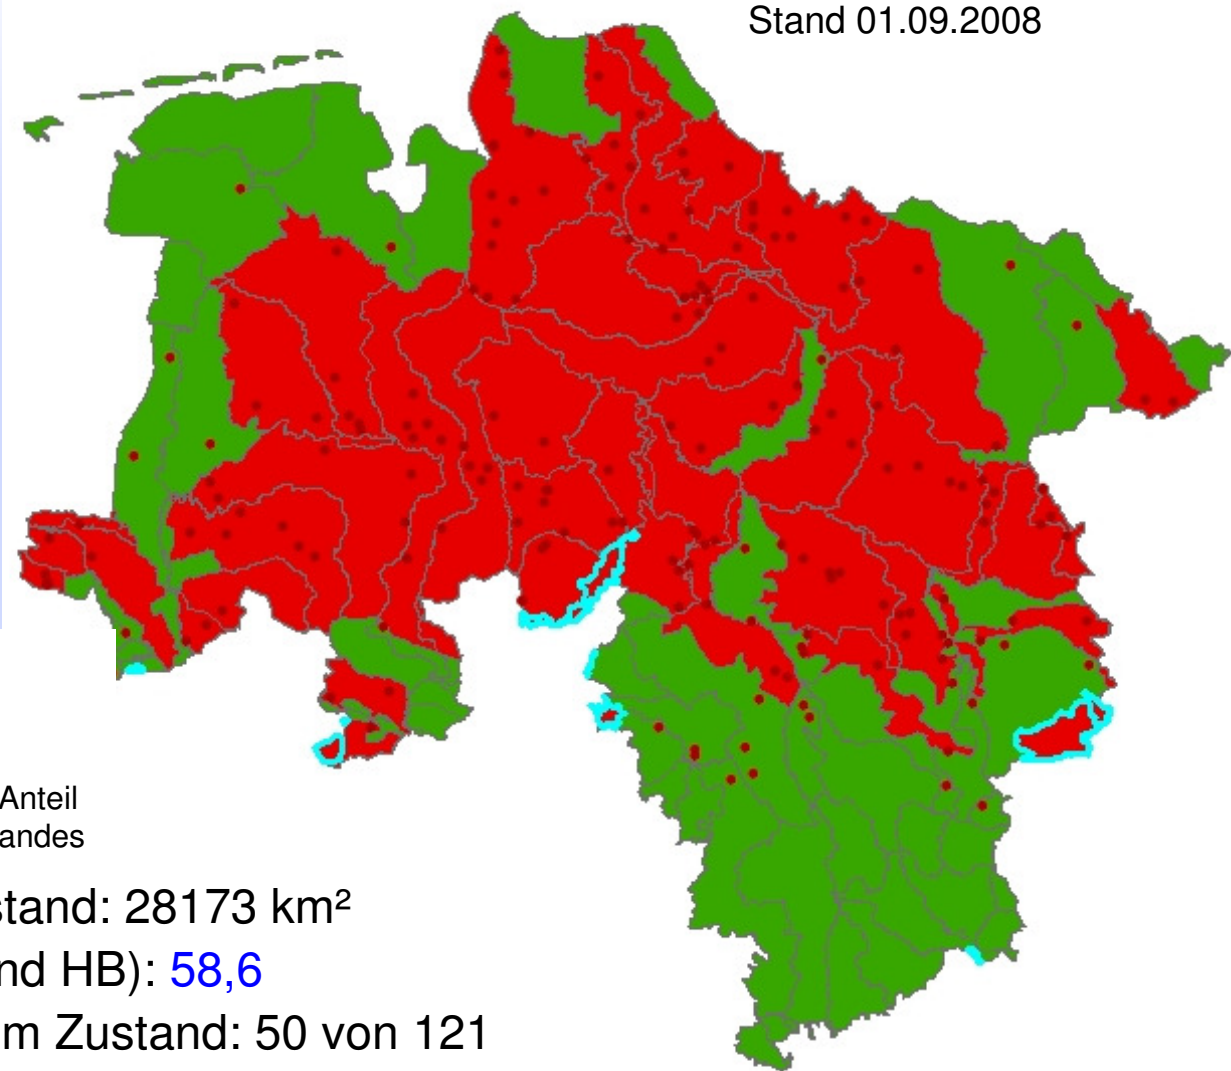 Stand 01.09.2008
Anteil
andes
stand: 28173 km²
nd HB): 58,6
m Zustand: 50 von 121